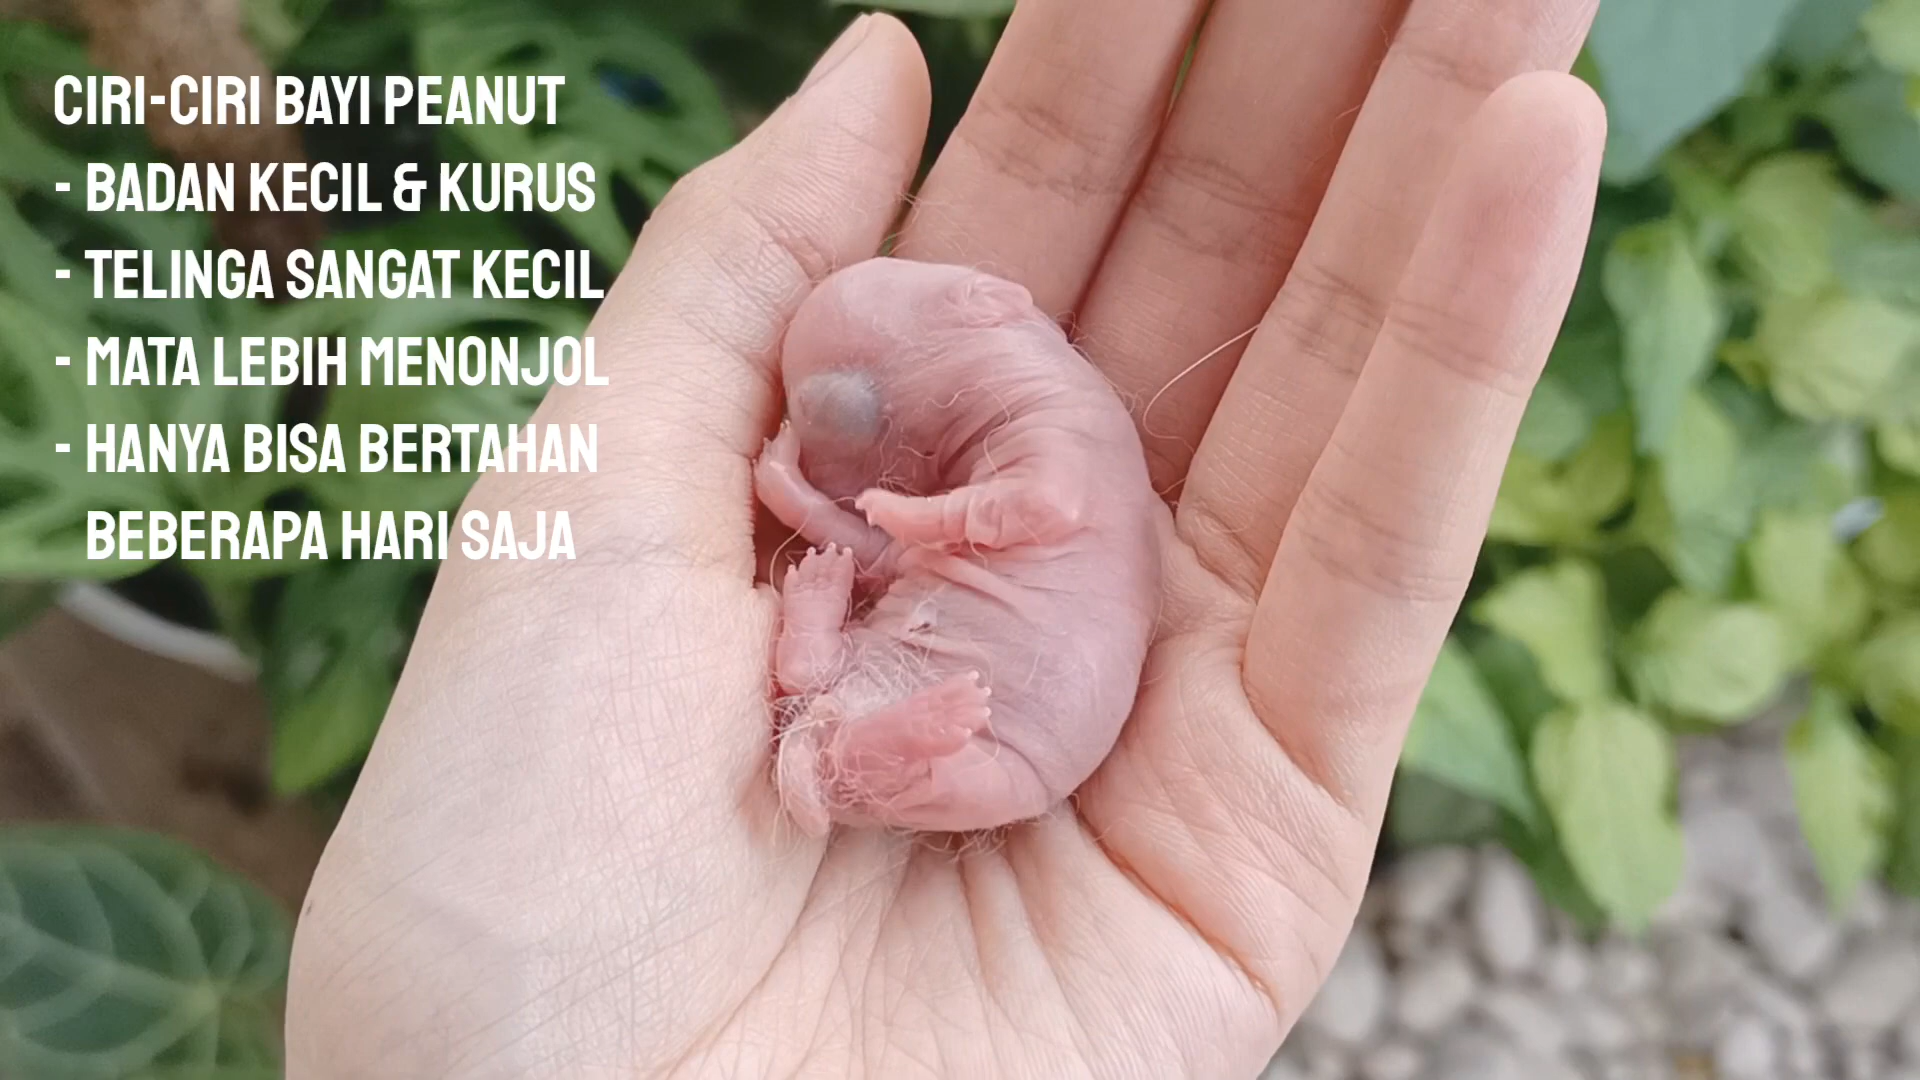 CIRI-CIRI BAYI PEANUT
- BADAN KECIL & KURUS
- TELINGA SANGAT KECIL
- MATA LEBIH MENONJOL
- HANYA BISA BERTAHAN
BEBERAPA HARI SAJA